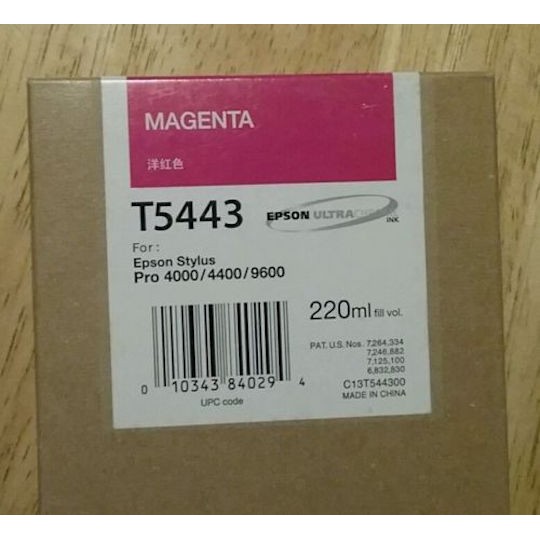 MAGENTA
洋红色
T5443
EPSON ULTRACHROME
INK
For :
Epson Stylus
Pro 4000/4400/9600
220ml fill vol.
PAT. U.S. Nos. 7,264,334
7,246,882
7,125,100
6,832,830
0 10343 84029 4
UPC code
C13T544300
MADE IN CHINA